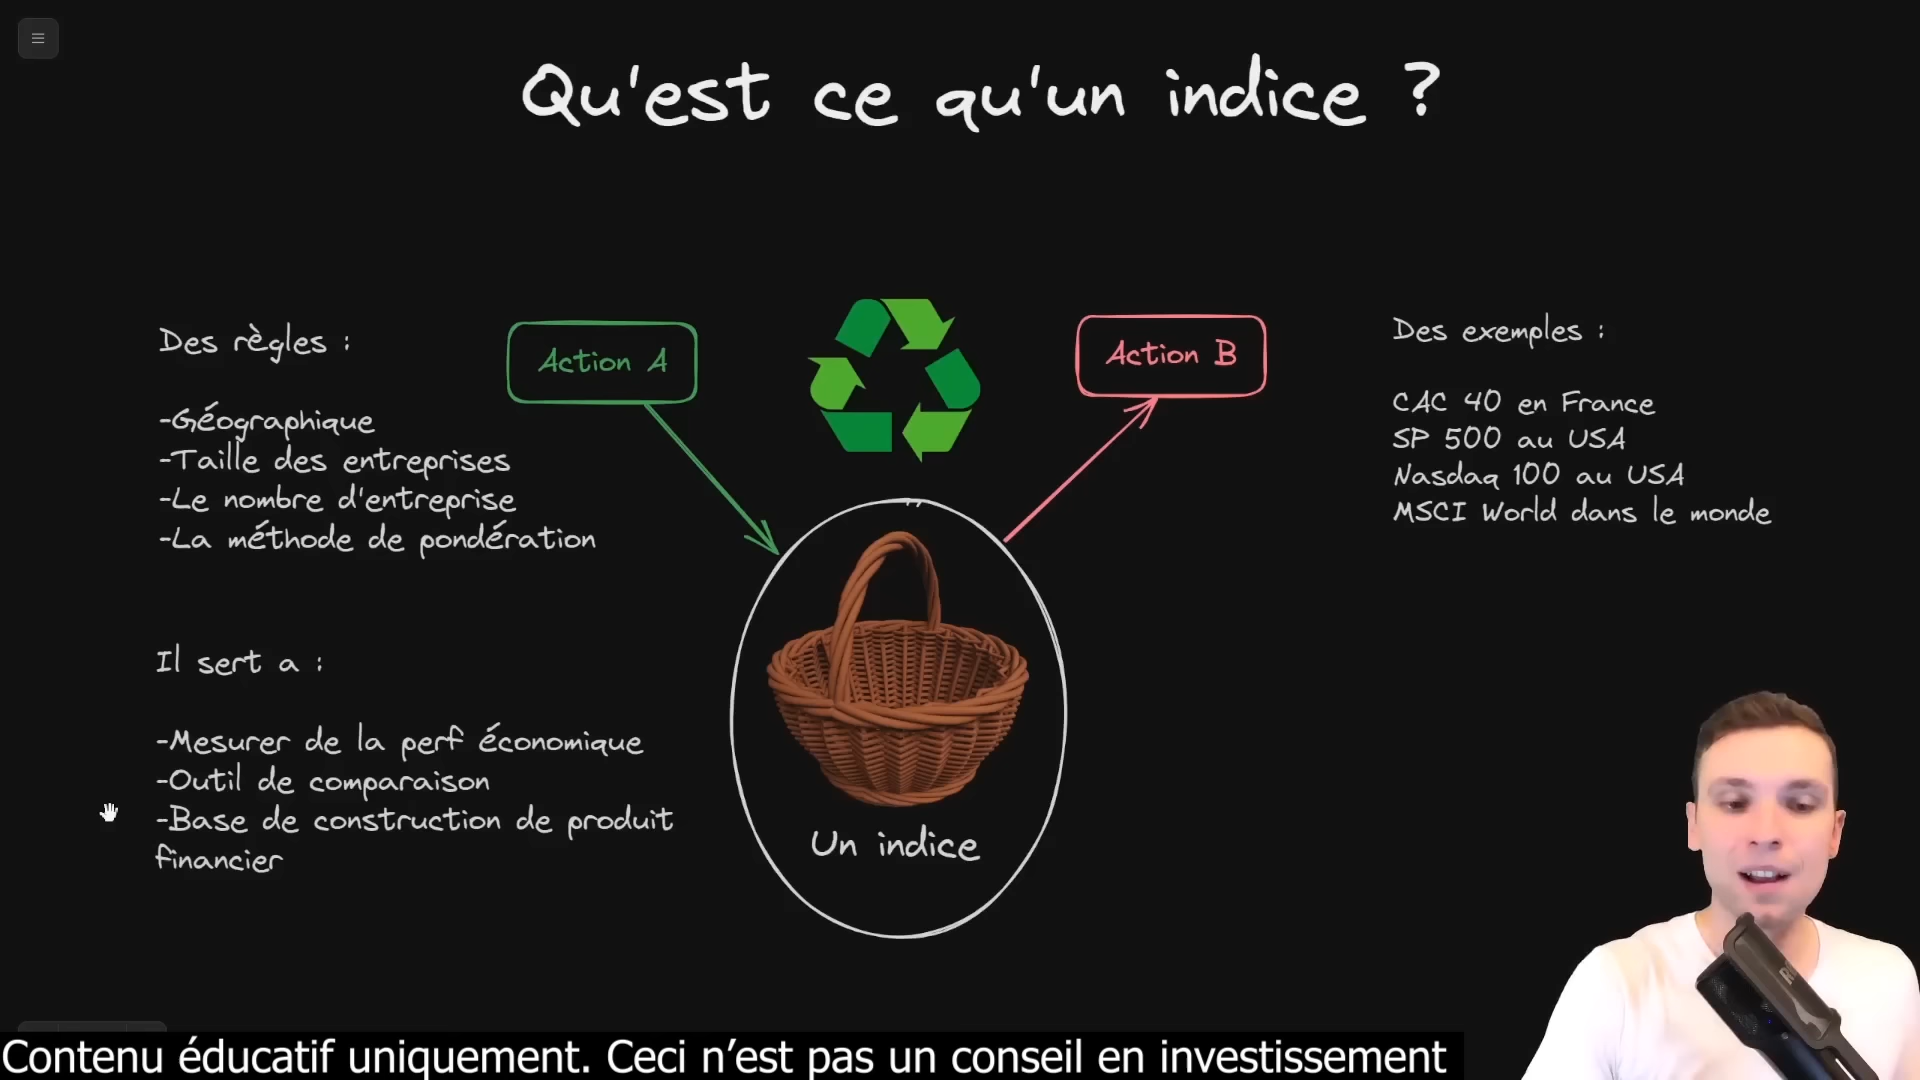 Qu'est ce qu'un indice ?
Des règles :
-Géographique
-Taille des entreprises
-Le nombre d'entreprise
-La méthode de pondération
Il sert a :
-Mesurer de la perf économique
-Outil de comparaison
-Base de construction de produit
financier
Action A
Action B
Un indice
Des exemples :
CAC 40 en France
SP 500 au USA
Nasdaq 100 au USA
MSCI World dans le monde
Contenu éducatif uniquement. Ceci n’est pas un conseil en investissement